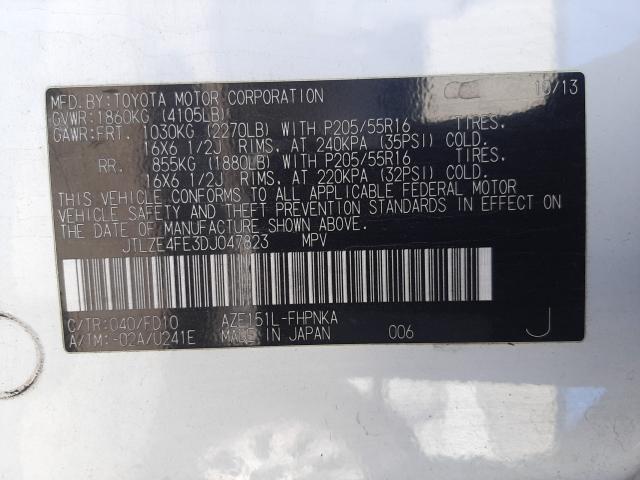 MFD.BY:TOYOTA MOTOR CORPORATION 10/13
GVWR:1860KG (4105LB)
GAWR:FRT. 1030KG (2270LB) WITH P205/55R16 TIRES.
16X6 1/2J RIMS. AT 240KPA (35PSI) COLD.
RR. 855KG (1880LB) WITH P205/55R16 TIRES.
16X6 1/2J RIMS. AT 220KPA (32PSI) COLD.
THIS VEHICLE CONFORMS TO ALL APPLICABLE FEDERAL MOTOR
VEHICLE SAFETY AND THEFT PREVENTION STANDARDS IN EFFECT ON
THE DATE OF MANUFACTURE SHOWN ABOVE.
JTLZE4FE3DJ047823 MPV
C/TR:040/FD10 AZE151L-FHPNKA
A/TM:-02A/U241E MADE IN JAPAN 006 J